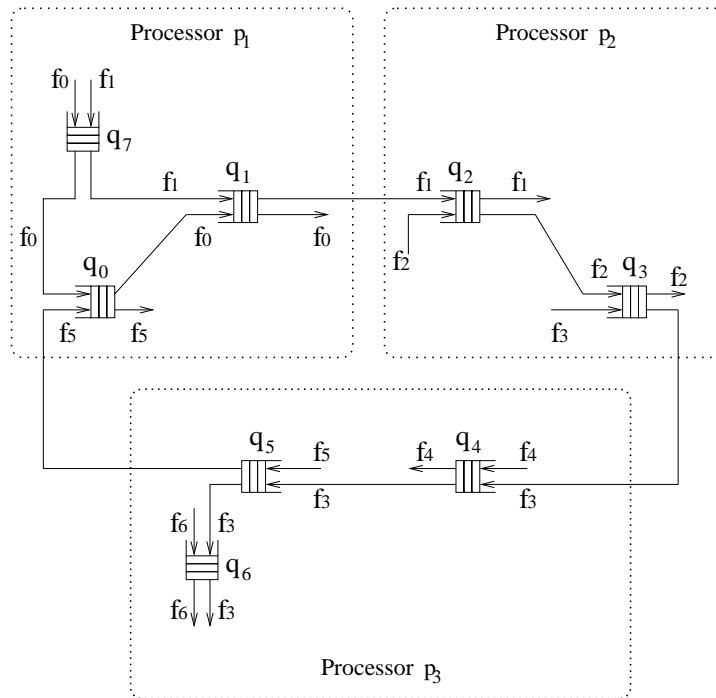 Processor p1
Processor p2
f0 f1
q7
q1
q2
f1
f1
f1
f0
f0
f0
f2
q0
f2
q3
f2
f5
f5
f3
q5
f5
f4
q4
f4
f3
f3
f6
f3
q6
f6
f3
Processor p3